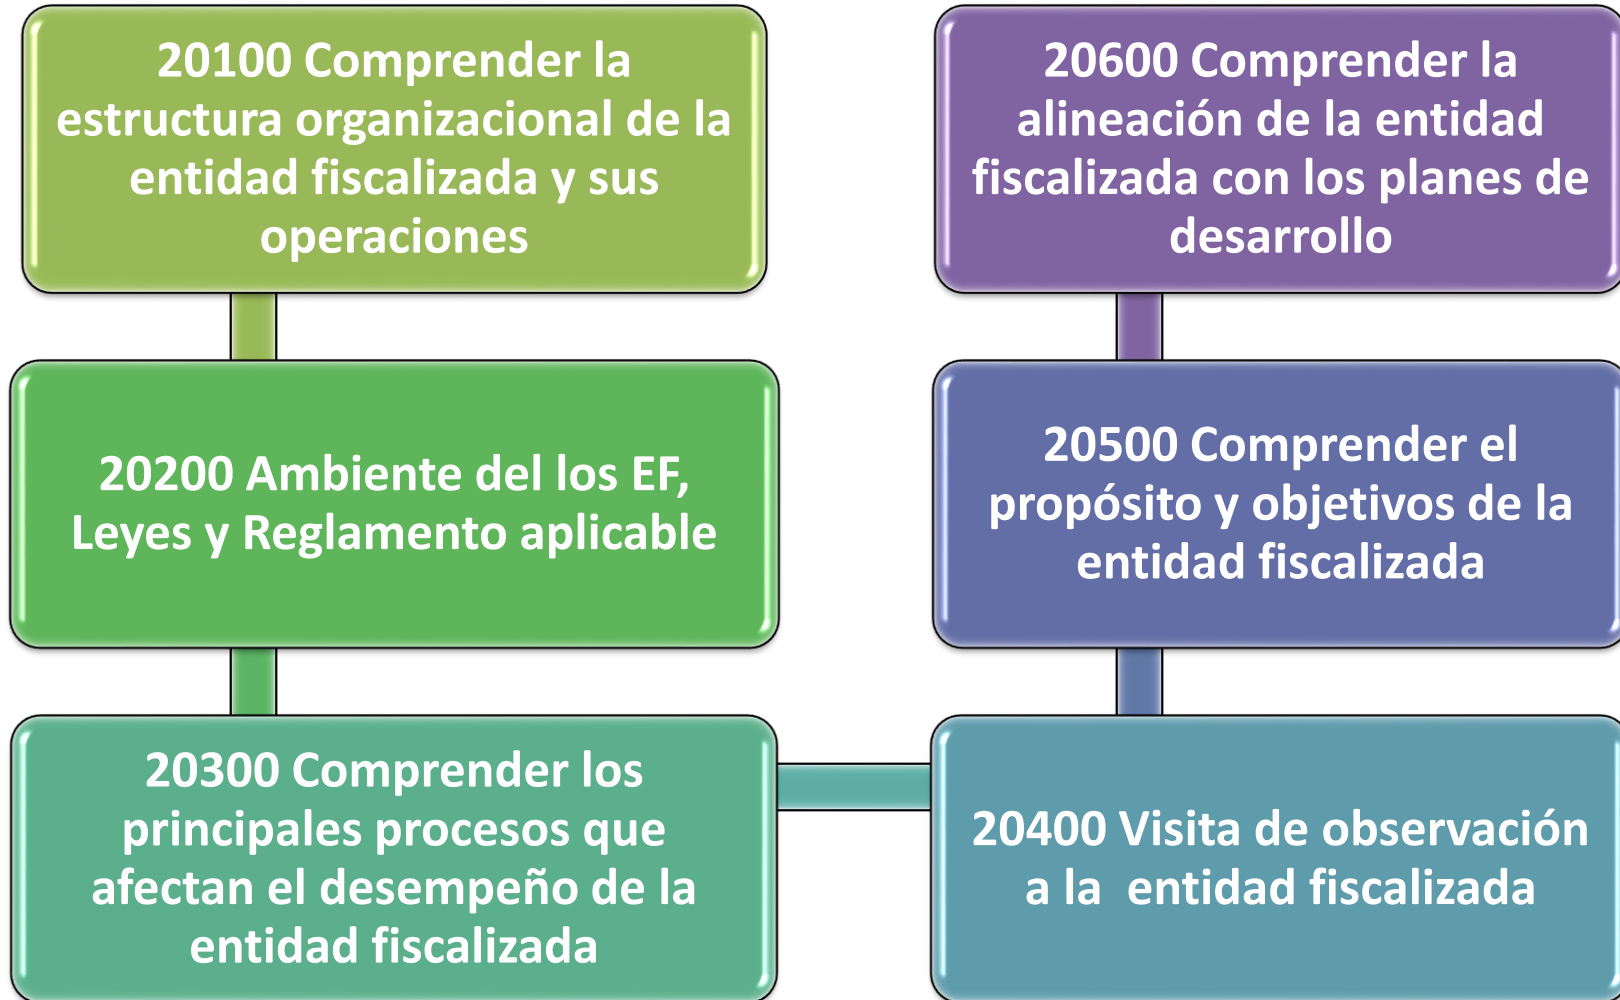 20100 Comprender la
estructura organizacional de la
entidad fiscalizada y sus
operaciones
20200 Ambiente del los EF,
Leyes y Reglamento aplicable
20300 Comprender los
principales procesos que
afectan el desempeño de la
entidad fiscalizada
20400 Visita de observación
a la  entidad fiscalizada
20500 Comprender el
propósito y objetivos de la
entidad fiscalizada
20600 Comprender la
alineación de la entidad
fiscalizada con los planes de
desarrollo